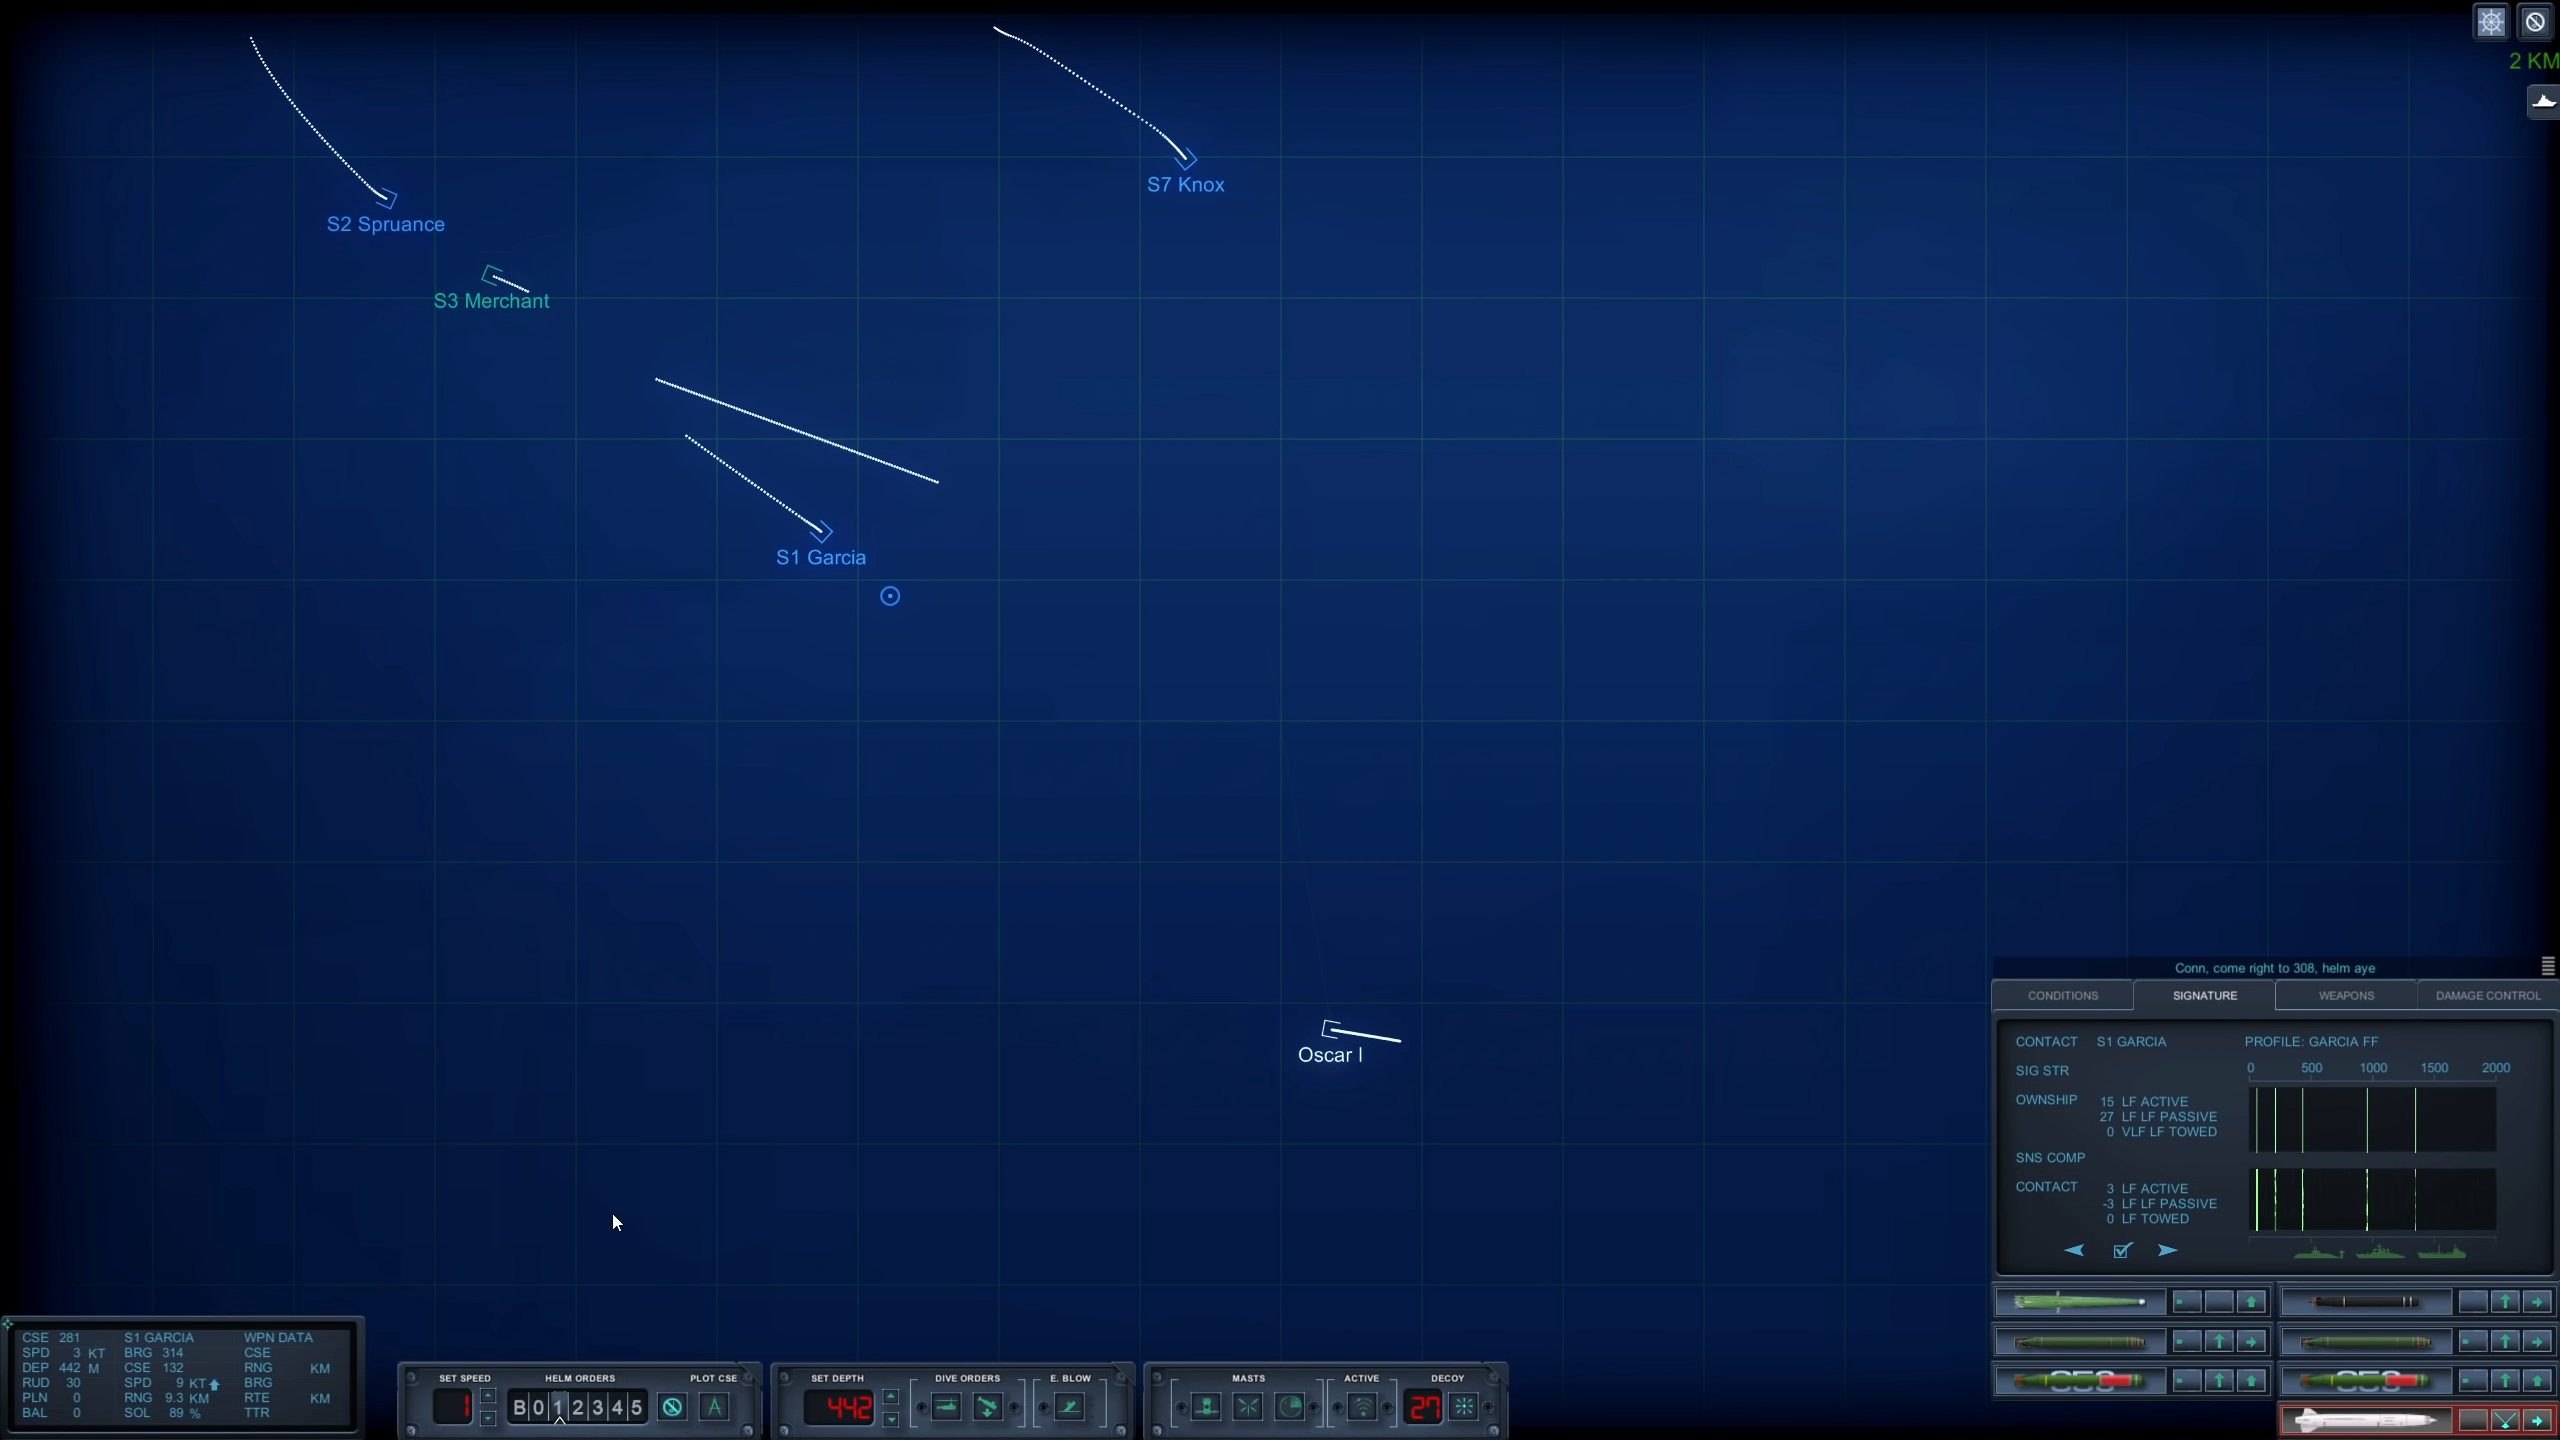 2 KM
S7 Knox
S2 Spruance
S3 Merchant
S1 Garcia
Oscar I
Conn, come right to 308, helm aye
CONDITIONS SIGNATURE WEAPONS DAMAGE CONTROL
CONTACT S1 GARCIA PROFILE: GARCIA FF
SIG STR 0 500 1000 1500 2000
OWNSHIP 15 LF ACTIVE
27 LF LF PASSIVE
0 VLF LF TOWED
SNS COMP
CONTACT 3 LF ACTIVE
-3 LF LF PASSIVE
0 LF TOWED
CSE 281 S1 GARCIA WPN DATA
SPD 3 KT BRG 314 CSE
DEP 442 M CSE 132 RNG KM
RUD 30 SPD 9 KT BRG
PLN 0 RNG 9.3 KM RTE KM
BAL 0 SOL 89 % TTR
SET SPEED HELM ORDERS PLOT CSE
1 B 0 1 2 3 4 5
SET DEPTH DIVE ORDERS E. BLOW
442
MASTS ACTIVE DECOY
27